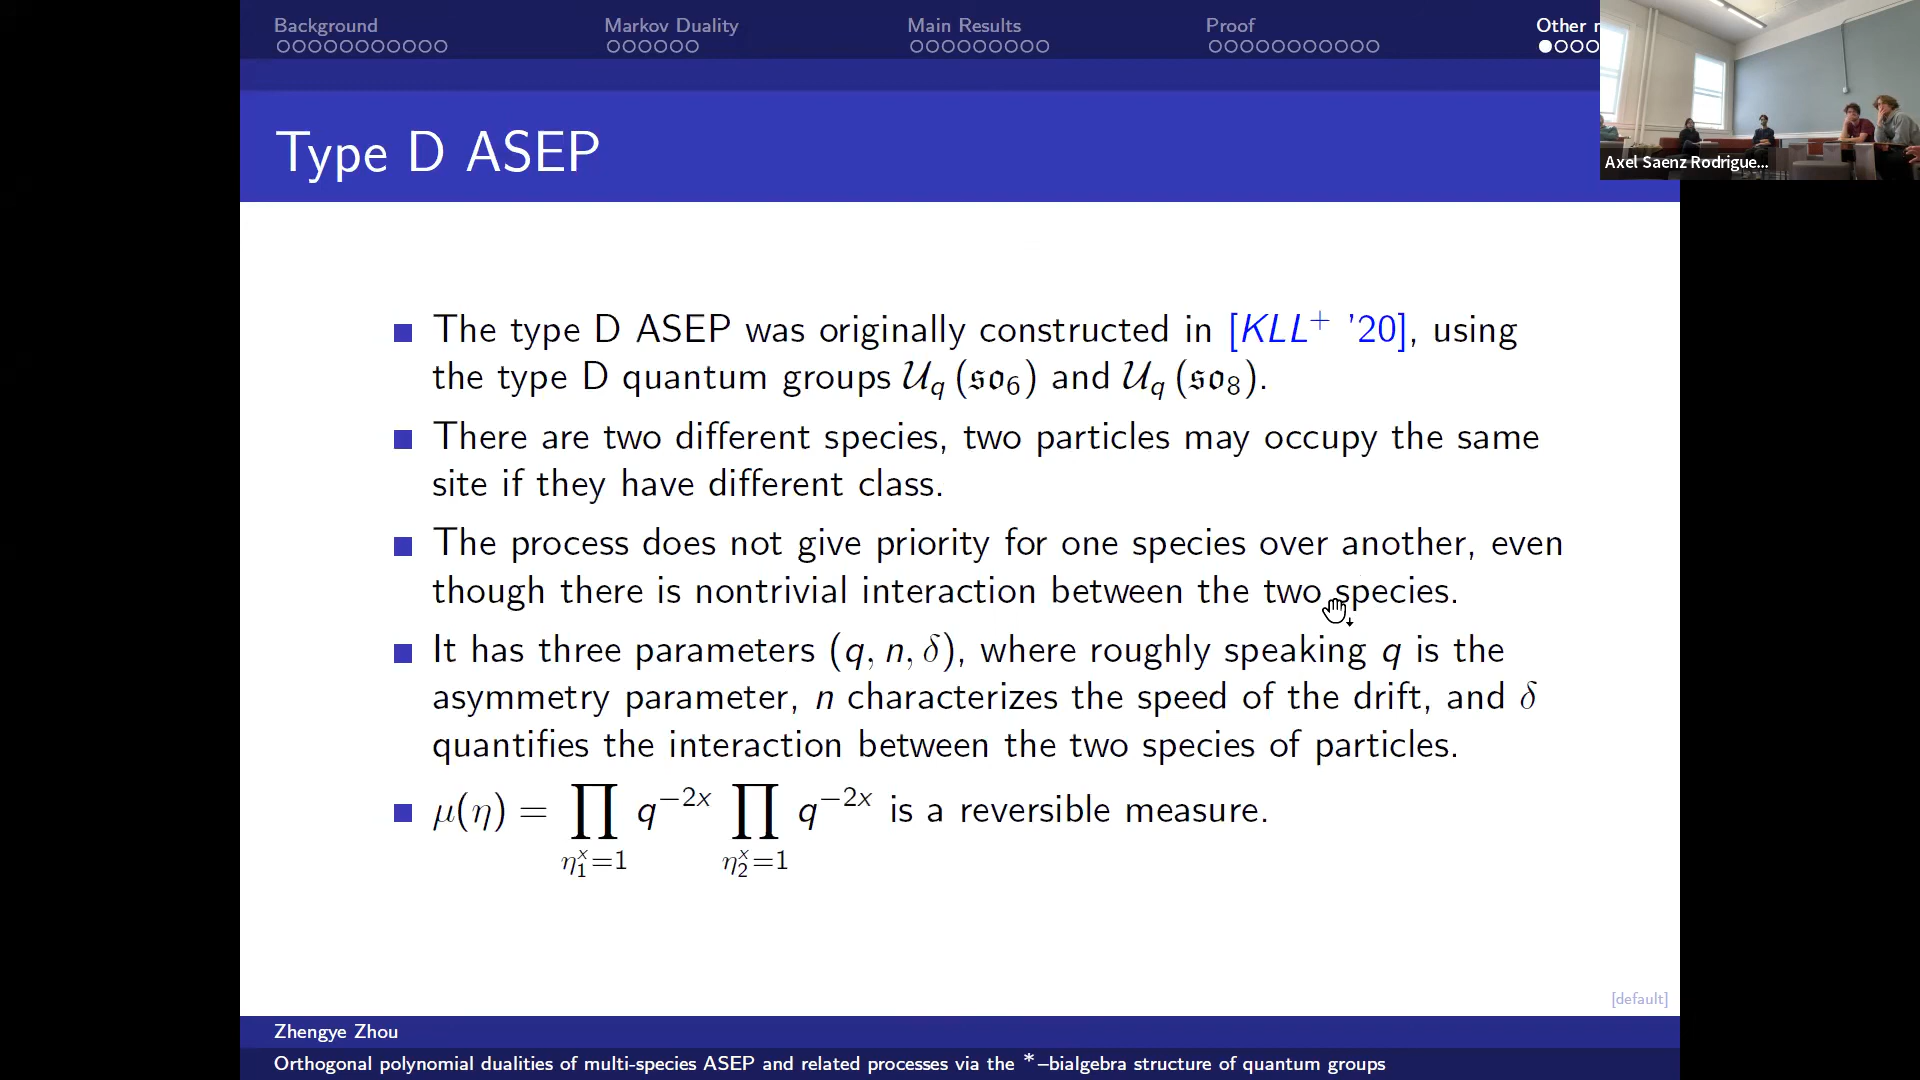 Background Markov Duality Main Results Proof Other r
Axel Saenz Rodrigue...
Type D ASEP
The type D ASEP was originally constructed in [KLL⁺ '20], using
the type D quantum groups 𝒰_q (𝔰𝔬₆) and 𝒰_q (𝔰𝔬₈).
There are two different species, two particles may occupy the same
site if they have different class.
The process does not give priority for one species over another, even
though there is nontrivial interaction between the two species.
It has three parameters (q, n, δ), where roughly speaking q is the
asymmetry parameter, n characterizes the speed of the drift, and δ
quantifies the interaction between the two species of particles.
μ(η) = ∏_{η₁ˣ=1} q^{−2x} ∏_{η₂ˣ=1} q^{−2x} is a reversible measure.
[default]
Zhengye Zhou
Orthogonal polynomial dualities of multi-species ASEP and related processes via the *–bialgebra structure of quantum groups